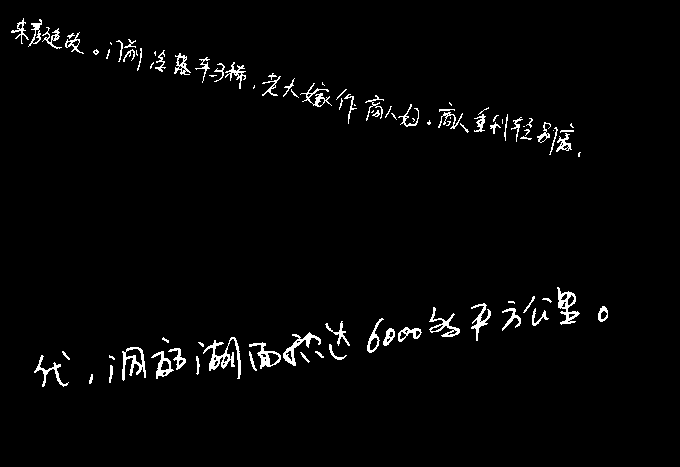 来颜色故。门前冷落车马稀，老大嫁作商人妇。商人重利轻别离，
代，洞庭湖面积达6000多平方公里。